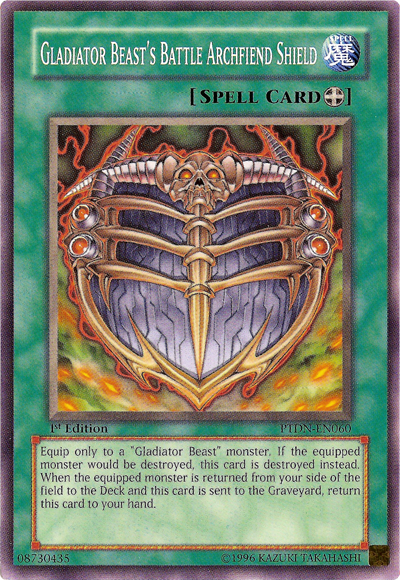 GLADIATOR BEAST'S BATTLE ARCHFIEND SHIELD
SPELL
魔
[SPELL CARD]
1st Edition
PTDN-EN060
Equip only to a "Gladiator Beast" monster. If the equipped
monster would be destroyed, this card is destroyed instead.
When the equipped monster is returned from your side of the
field to the Deck and this card is sent to the Graveyard, return
this card to your hand.
08730435
©1996 KAZUKI TAKAHASHI